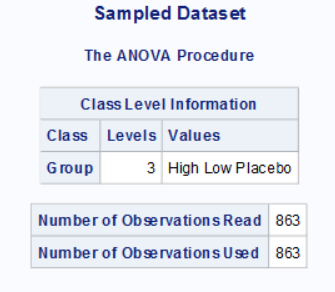 Sampled Dataset
The ANOVA Procedure
Class Level Information
Class Levels Values
Group 3 High Low Placebo
Number of Observations Read 863
Number of Observations Used 863